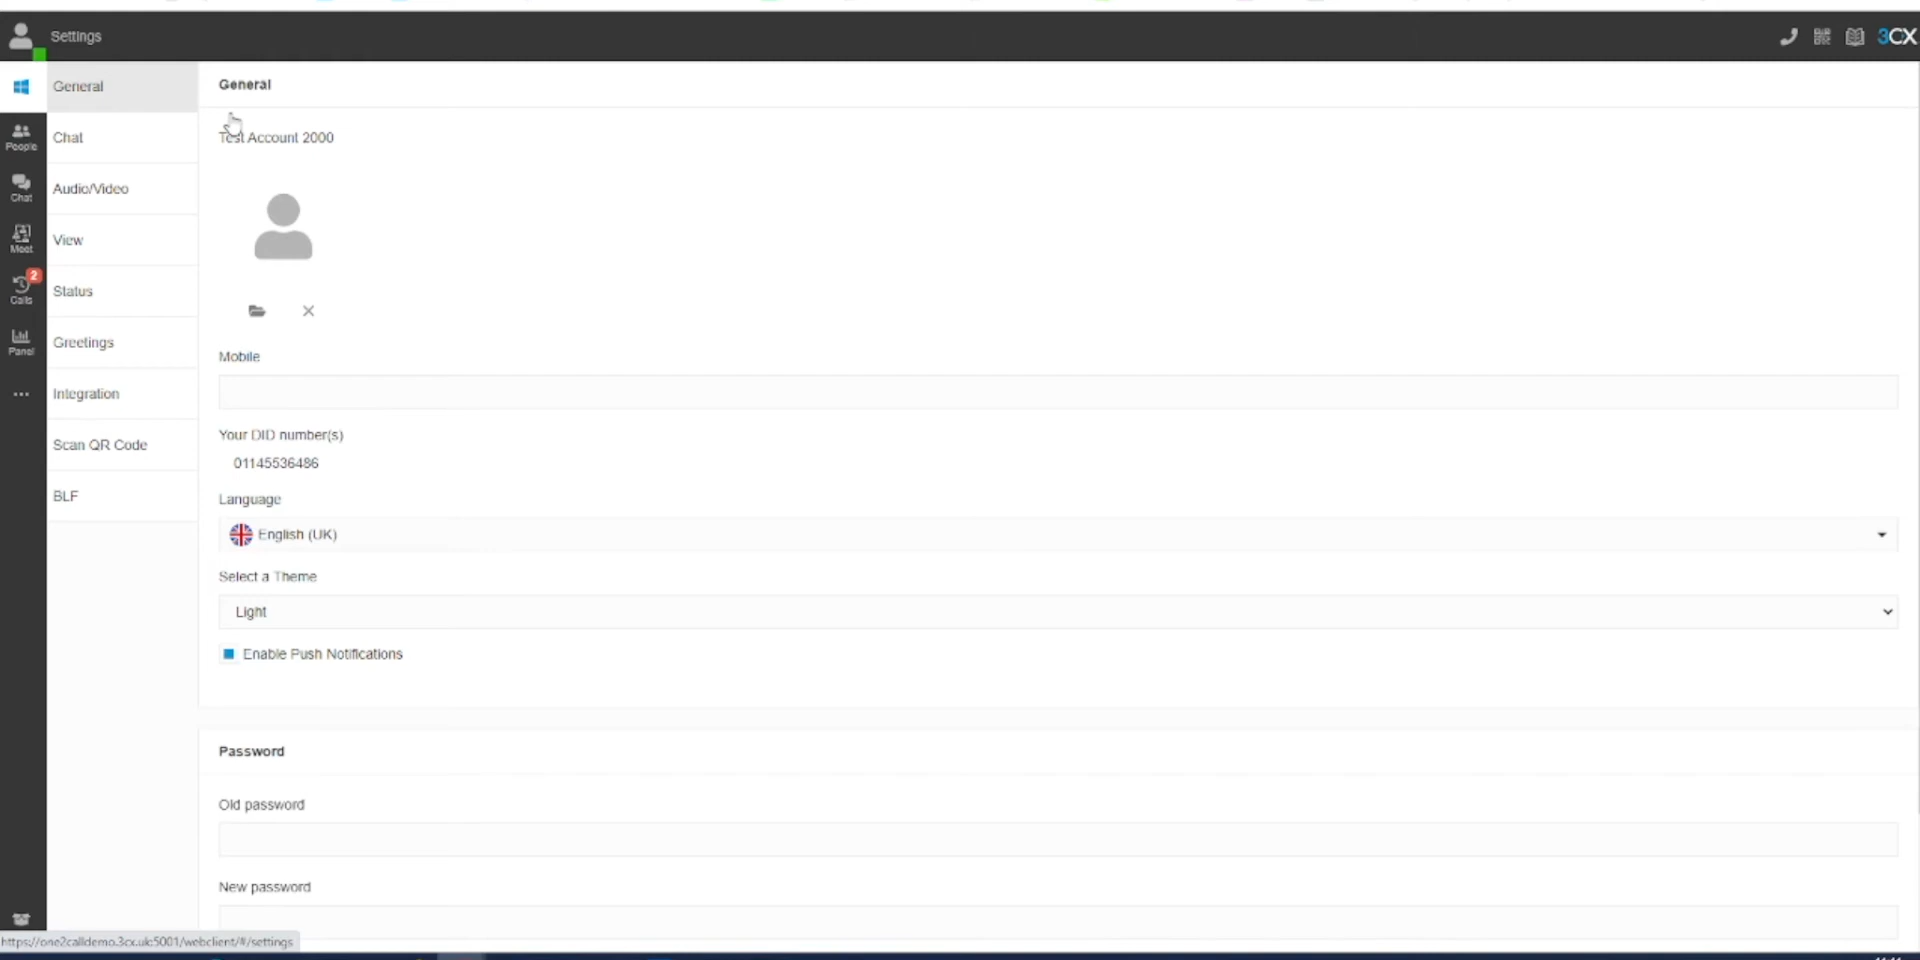 Settings
3CX
General
General
People
Chat
Test Account 2000
Chat
Audio/Video
Meet
View
2
Calls
Status
Panel
Greetings
Mobile
Integration
Your DID number(s)
Scan QR Code
01145536486
BLF
Language
English (UK)
Select a Theme
Light
Enable Push Notifications
Password
Old password
New password
https://one2calldemo.3cx.uk:5001/webclient/#/settings